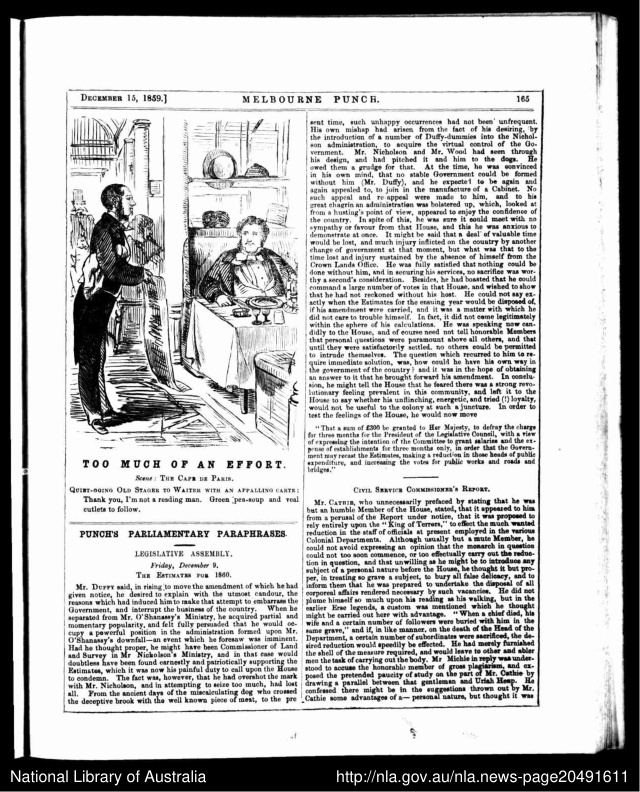 DECEMBER 15, 1859.]
MELBOURNE PUNCH.
165
TOO MUCH OF AN EFFORT.
Scene: THE CAFE DE PARIS.
QUIET-GOING OLD STAGER TO WAITER WITH AN APPALLING CARTE:
Thank you, I'm not a reading man. Green pea-soup and veal
cutlets to follow.
PUNCH'S PARLIAMENTARY PARAPHRASES.
LEGISLATIVE ASSEMBLY.
Friday, December 9.
THE ESTIMATES FOR 1860.
MR. DUFFY said, in rising to move the amendment of which he had
given notice, he desired to explain with the utmost candour, the
reasons which had induced him to make that attempt to embarrass the
Government, and interrupt the business of the country. When he
separated from Mr. O'Shanassy's Ministry, he acquired partial and
momentary popularity, and felt fully persuaded that he would oc-
cupy a powerful position in the administration formed upon Mr.
O'Shanassy's downfall—an event which he foresaw was imminent.
Had he thought proper, he might have been Commissioner of Land
and Survey in Mr Nicholson's Ministry, and in that case would
doubtless have been found earnestly and patriotically supporting the
Estimates, which it was now his painful duty to call upon the House
to condemn. The fact was, however, that he had overshot the mark
with Mr. Nicholson, and in attempting to seize too much, had lost
all. From the ancient days of the miscalculating dog who crossed
the deceptive brook with the well known piece of meat, to the pre
sent time, such unhappy occurrences had not been unfrequent.
His own mishap had arisen from the fact of his desiring, by
the introduction of a number of Duffy-dummies into the Nichol-
son administration, to acquire the virtual control of the Go-
vernment. Mr. Nicholson and Mr. Wood had seen through
his design, and had pitched it and him to the dogs. He
owed them a grudge for that. At the time, he was convinced
in his own mind, that no stable Government could be formed
without him (Mr. Duffy), and he expected to be again and
again appealed to, to join in the manufacture of a Cabinet. No
such appeal and re-appeal were made to him, and to his
great chagrin an administration was bolstered up, which, looked at
from a husting's point of view, appeared to enjoy the confidence of
the country. In spite of this, he was sure it could meet with no
sympathy or favour from that House, and this he was anxious to
demonstrate at once. It might be said that a deal of valuable time
would be lost, and much injury inflicted on the country by another
change of government at that moment, but what was that to the
time lost and injury sustained by the absence of himself from the
Crown Lands Office. He was fully satisfied that nothing could be
done without him, and in securing his services, no sacrifice was wor-
thy a second's consideration. Besides, he had boasted that he could
command a large number of votes in that House, and wished to show
that he had not reckoned without his host. He could not say ex-
actly when the Estimates for the ensuing year would be disposed of,
if his amendment were carried, and it was a matter with which he
did not care to trouble himself. In fact, it did not come legitimately
within the sphere of his calculations. He was speaking now can-
didly to the House, and of course need not tell honorable Members
that personal questions were paramount above all others, and that
until they were satisfactorily settled, no others could be permitted
to intrude themselves. The question which recurred to him to re-
quire immediate solution, was, how could he have his own way in
the government of the country? and it was in the hope of obtaining
an answer to it that he brought forward his amendment. In conclu-
sion, he might tell the House that he feared there was a strong revo-
lutionary feeling prevalent in this community, and left it to the
House to say whether his unflinching, energetic, and tried (!) loyalty,
would not be useful to the colony at such a juncture. In order to
test the feelings of the House, he would now move
"That a sum of £300 be granted to Her Majesty, to defray the charge
for three months for the President of the Legislative Council, with a view
of expressing the intention of the Committee to grant salaries and the ex-
pense of establishments for three months only, in order that the Govern-
ment may recast the Estimates, making a reduction in those heads of public
expenditure, and increasing the votes for public works and roads and
bridges."
CIVIL SERVICE COMMISSIONER'S REPORT.
MR. CATHIE, who unnecessarily prefaced by stating that he was
but an humble Member of the House, stated, that it appeared to him
from a perusal of the Report under notice, that it was proposed to
rely entirely upon the "King of Terrers," to effect the much wanted
reduction in the staff of officials at present employed in the various
Colonial Departments. Although usually but a mute Member, he
could not avoid expressing an opinion that the monarch in question
could not too soon commence, or too effectually carry out the reduc-
tion in question, and that unwilling as he might be to introduce any
subject of a personal nature before the House, he thought it but pro-
per, in treating so grave a subject, to bury all false delicacy, and to
inform them that he was prepared to undertake the disposal of all
corporeal affairs rendered necessary by such vacancies. He did not
plume himself so much upon his reading as his walking, but in the
earlier Erse legends, a custom was mentioned which he thought
might be carried out here with advantage. "When a chief died, his
wife and a certain number of followers were buried with him in the
same grave," and if, in like manner, on the death of the Head of the
Department, a certain number of subordinates were sacrificed, the de-
sired reduction would speedily be effected. He had merely furnished
the shell of the measure required, and would leave to other and abler
men the task of carrying out the body. Mr Michie in reply was under-
stood to accuse the honorable member of gross plagiarism, and ex-
posed the pretended paucity of study on the part of Mr. Cathie by
drawing a parallel between that gentleman and Uriah Heep. He
confessed there might be in the suggestions thrown out by Mr.
Cathie some advantages of a— personal nature, but thought it was
National Library of Australia
http://nla.gov.au/nla.news-page20491611